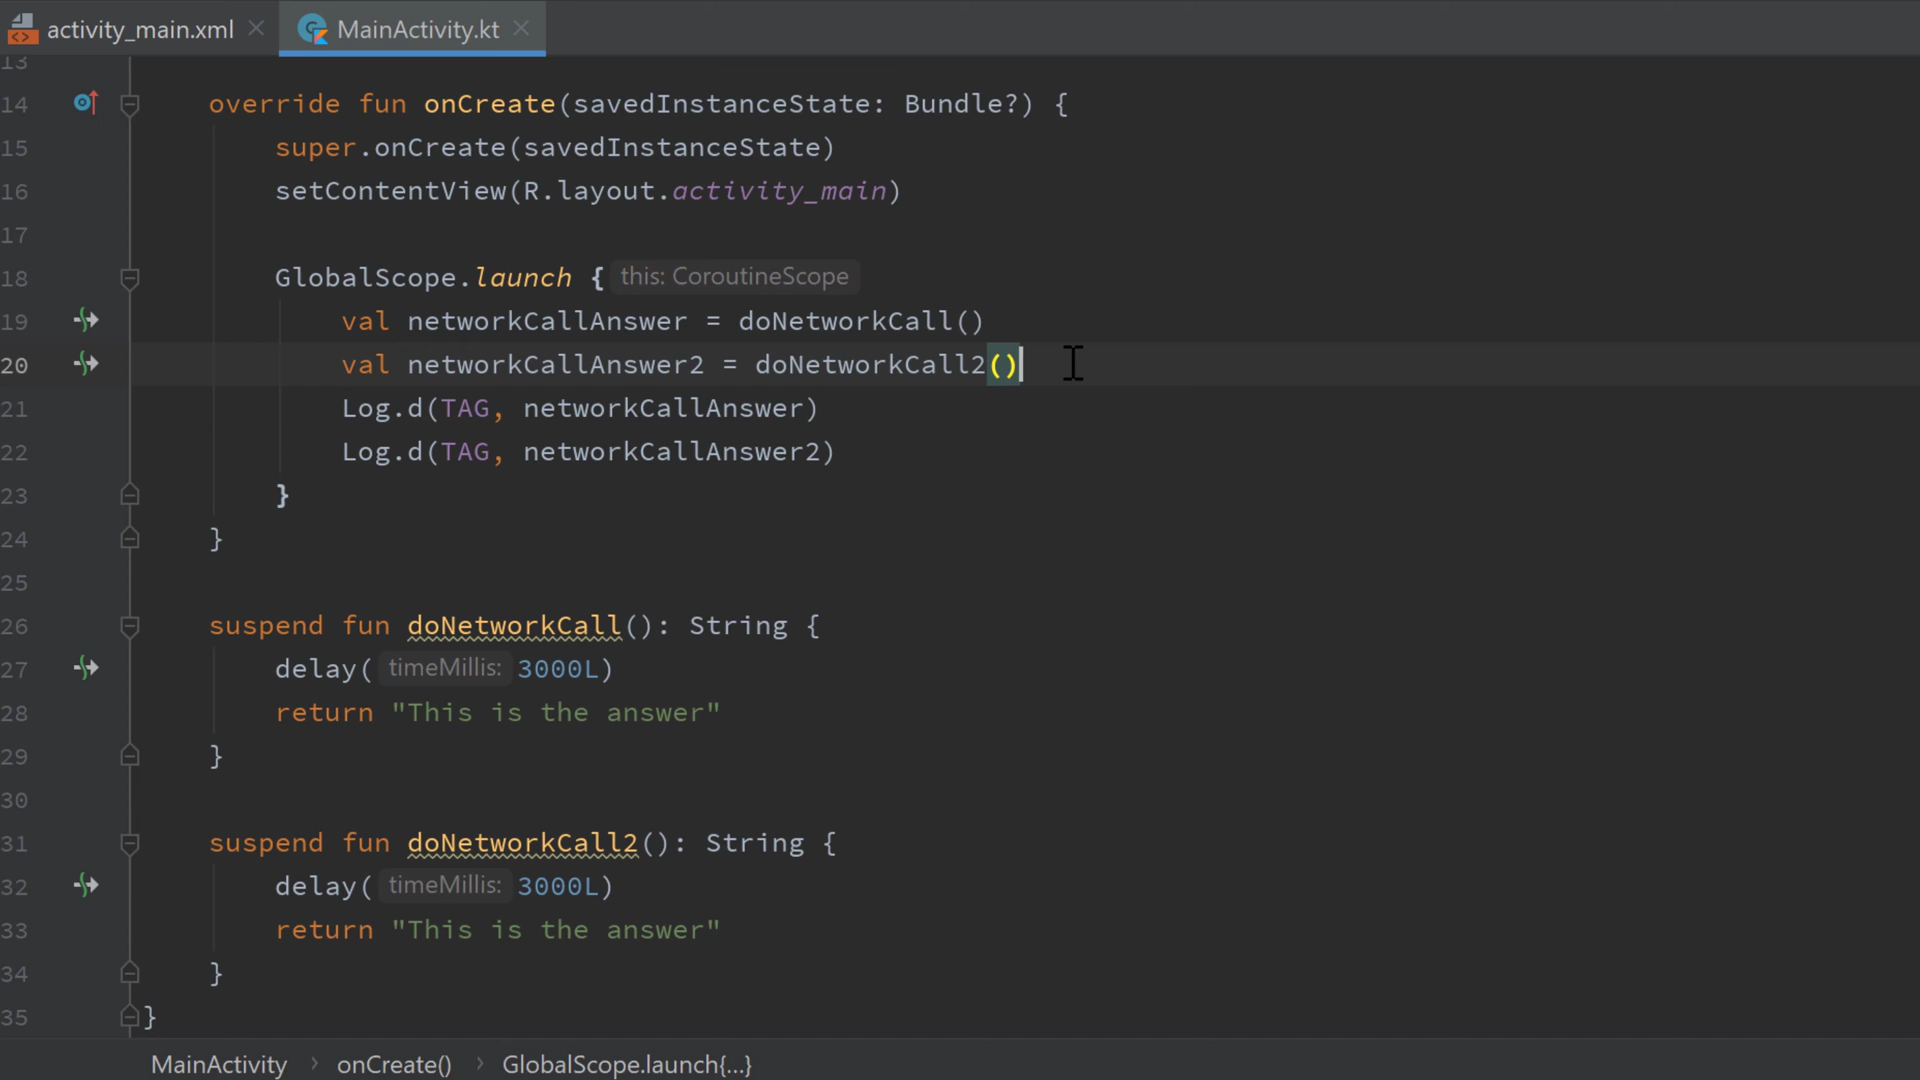 activity_main.xml MainActivity.kt
13
14 override fun onCreate(savedInstanceState: Bundle?) {
15 super.onCreate(savedInstanceState)
16 setContentView(R.layout.activity_main)
17
18 GlobalScope.launch { this: CoroutineScope
19 val networkCallAnswer = doNetworkCall()
20 val networkCallAnswer2 = doNetworkCall2()
21 Log.d(TAG, networkCallAnswer)
22 Log.d(TAG, networkCallAnswer2)
23 }
24 }
25
26 suspend fun doNetworkCall(): String {
27 delay( timeMillis: 3000L)
28 return "This is the answer"
29 }
30
31 suspend fun doNetworkCall2(): String {
32 delay( timeMillis: 3000L)
33 return "This is the answer"
34 }
35 }
MainActivity › onCreate() › GlobalScope.launch{...}